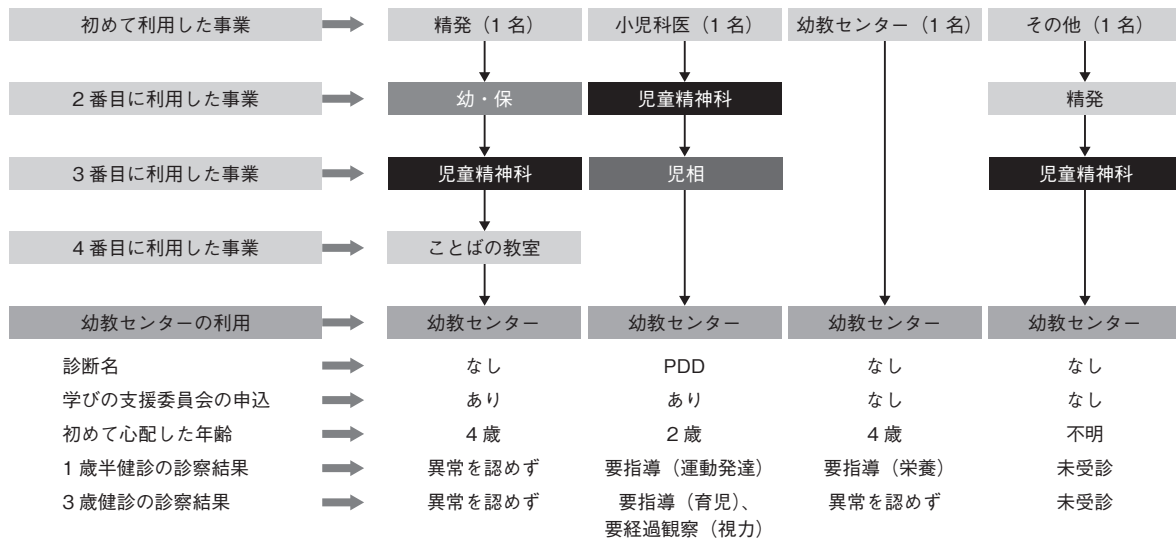 初めて利用した事業 精発（1 名） 小児科医（1 名） 幼教センター（1 名） その他（1 名）
2 番目に利用した事業 幼・保 児童精神科 精発
3 番目に利用した事業 児童精神科 児相 児童精神科
4 番目に利用した事業 ことばの教室
幼教センターの利用 幼教センター 幼教センター 幼教センター 幼教センター
診断名 なし PDD なし なし
学びの支援委員会の申込 あり あり なし なし
初めて心配した年齢 4 歳 2 歳 4 歳 不明
1 歳半健診の診察結果 異常を認めず 要指導（運動発達） 要指導（栄養） 未受診
3 歳健診の診察結果 異常を認めず 要指導（育児）、 異常を認めず 未受診
要経過観察（視力）